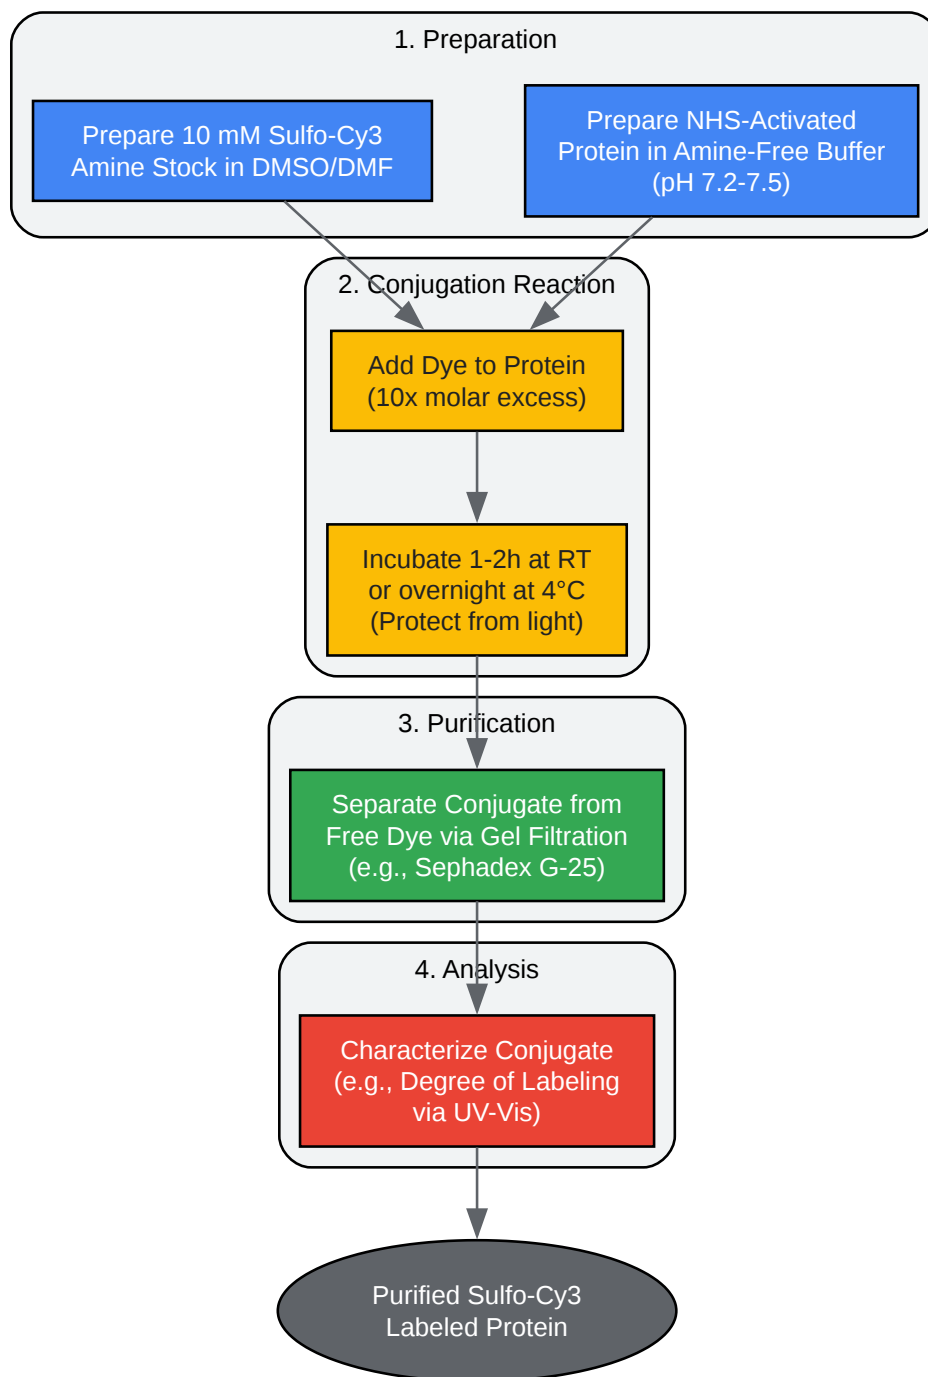 1. Preparation
Prepare 10 mM Sulfo-Cy3
Amine Stock in DMSO/DMF
Prepare NHS-Activated
Protein in Amine-Free Buffer
(pH 7.2-7.5)
2. Conjugation Reaction
Add Dye to Protein
(10x molar excess)
Incubate 1-2h at RT
or overnight at 4°C
(Protect from light)
3. Purification
Separate Conjugate from
Free Dye via Gel Filtration
(e.g., Sephadex G-25)
4. Analysis
Characterize Conjugate
(e.g., Degree of Labeling
via UV-Vis)
Purified Sulfo-Cy3
Labeled Protein